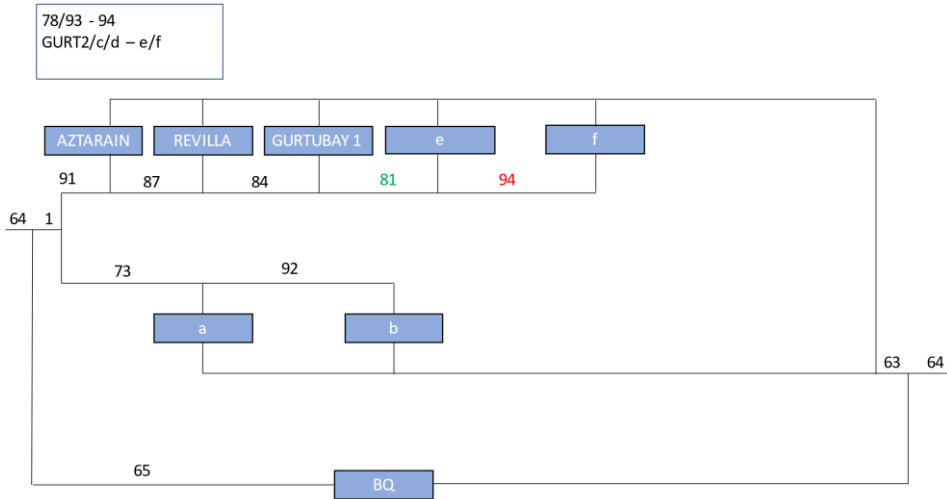 78/93 - 94
GURT2/c/d – e/f
AZTARAIN REVILLA GURTUBAY 1 e f
91 87 84 81 94
64 1
73 92
a b
63 64
65
BQ